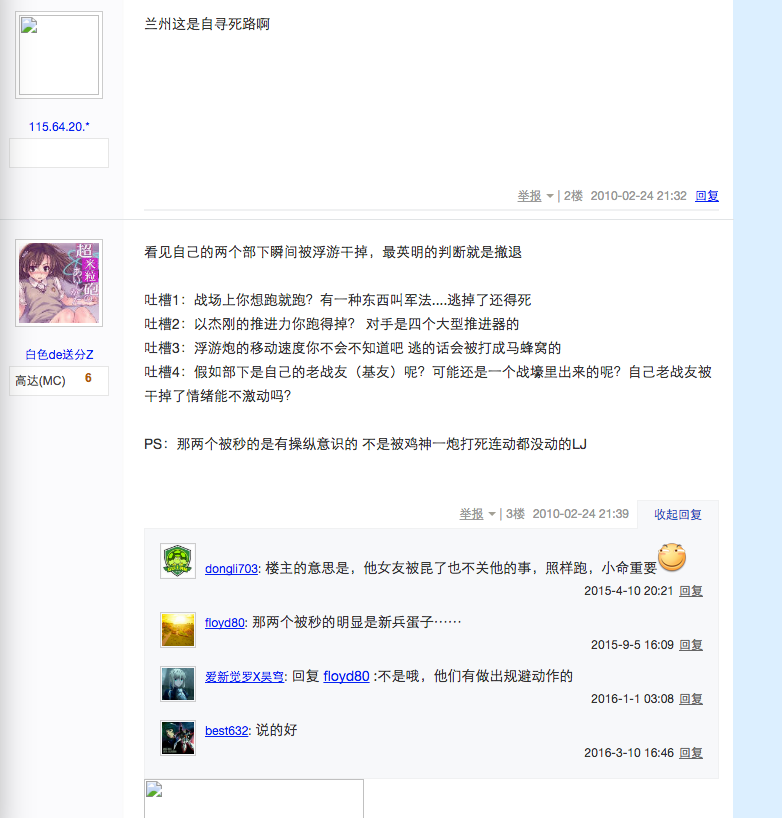 兰州这是自寻死路啊
115.64.20.*
举报 | 2楼 2010-02-24 21:32 回复
看见自己的两个部下瞬间被浮游干掉，最英明的判断就是撤退
吐槽1：战场上你想跑就跑？有一种东西叫军法....逃掉了还得死
吐槽2：以杰刚的推进力你跑得掉？ 对手是四个大型推进器的
吐槽3：浮游炮的移动速度你不会不知道吧 逃的话会被打成马蜂窝的
吐槽4：假如部下是自己的老战友（基友）呢？可能还是一个战壕里出来的呢？自己老战友被
干掉了情绪能不激动吗？
超
米
粒
砲
白色de送分Z
高达(MC) 6
PS：那两个被秒的是有操纵意识的 不是被鸡神一炮打死连动都没动的LJ
举报 | 3楼 2010-02-24 21:39 收起回复
dongli703: 楼主的意思是，他女友被昆了也不关他的事，照样跑，小命重要
2015-4-10 20:21 回复
floyd80: 那两个被秒的明显是新兵蛋子……
2015-9-5 16:09 回复
爱新觉罗X昊穹: 回复 floyd80 :不是哦，他们有做出规避动作的
2016-1-1 03:08 回复
best632: 说的好
2016-3-10 16:46 回复